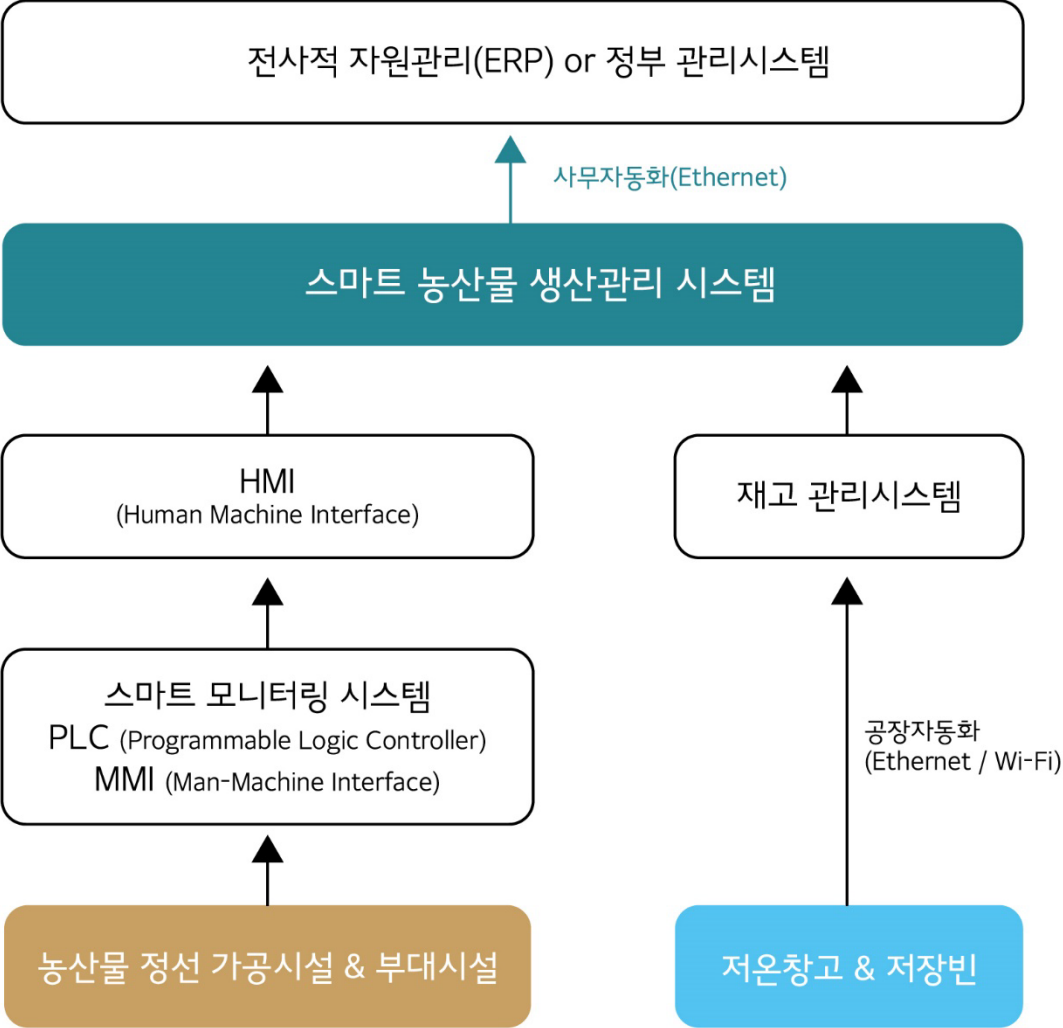 전사적 자원관리(ERP) or 정부 관리시스템
사무자동화(Ethernet)
스마트 농산물 생산관리 시스템
HMI
(Human Machine Interface)
재고 관리시스템
스마트 모니터링 시스템
PLC (Programmable Logic Controller)
MMI (Man-Machine Interface)
공장자동화
(Ethernet / Wi-Fi)
농산물 정선 가공시설 & 부대시설
저온창고 & 저장빈